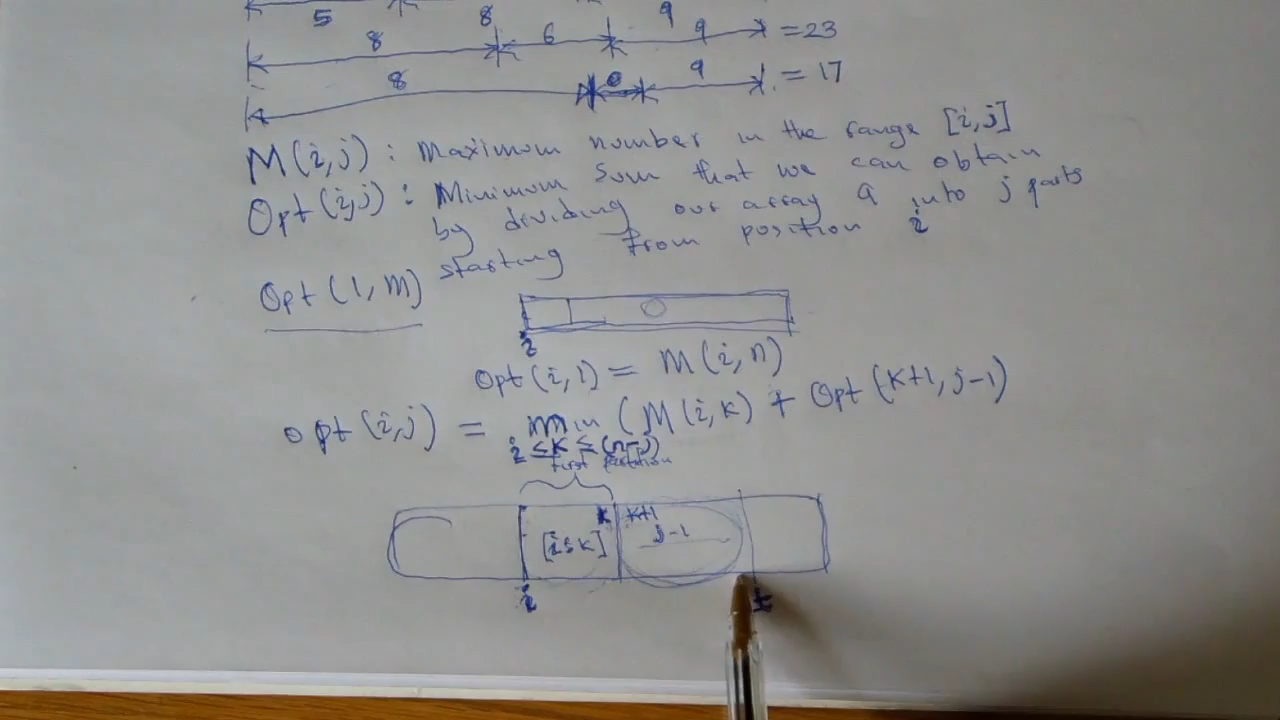 5 8 9
8 6 9 = 23
8 0 9 = 17
M(i,j) : Maximum number in the range [i,j]
Opt(i,j) : Minimum sum that we can obtain
by dividing our array a into j parts
starting from position i
Opt(1,m)
i
Opt(i,1) = M(i,n)
opt(i,j) = min (M(i,k) + Opt(k+1,j-1)
i ≤ k ≤ (n-j)
first partition
k k+1
[i:k] j-1
i